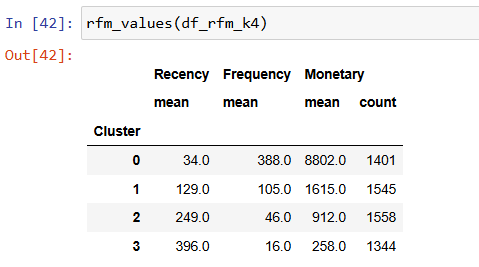 In [42]: rfm_values(df_rfm_k4)
Out[42]:
Recency Frequency Monetary
mean mean mean count
Cluster
0 34.0 388.0 8802.0 1401
1 129.0 105.0 1615.0 1545
2 249.0 46.0 912.0 1558
3 396.0 16.0 258.0 1344